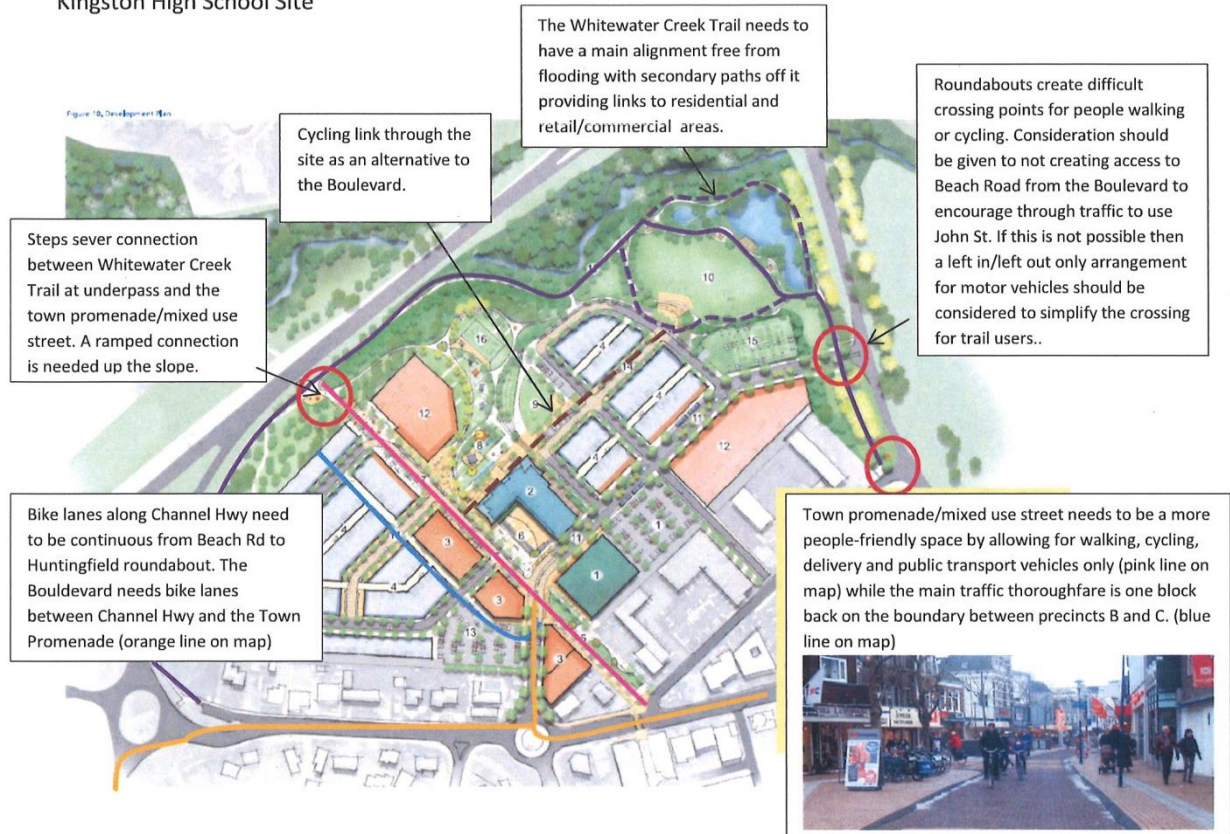 Kingston High School Site
Figure 10, Development Plan
The Whitewater Creek Trail needs to
have a main alignment free from
flooding with secondary paths off it
providing links to residential and
retail/commercial areas.
Cycling link through the
site as an alternative to
the Boulevard.
Roundabouts create difficult
crossing points for people walking
or cycling. Consideration should
be given to not creating access to
Beach Road from the Boulevard to
encourage through traffic to use
John St. If this is not possible then
a left in/left out only arrangement
for motor vehicles should be
considered to simplify the crossing
for trail users..
Steps sever connection
between Whitewater Creek
Trail at underpass and the
town promenade/mixed use
street. A ramped connection
is needed up the slope.
Bike lanes along Channel Hwy need
to be continuous from Beach Rd to
Huntingfield roundabout. The
Bouldevard needs bike lanes
between Channel Hwy and the Town
Promenade (orange line on map)
Town promenade/mixed use street needs to be a more
people-friendly space by allowing for walking, cycling,
delivery and public transport vehicles only (pink line on
map) while the main traffic thoroughfare is one block
back on the boundary between precincts B and C. (blue
line on map)
10
16
4
14
15
4
9
12
4
11
12
7
8
4
2
1
4
3
6
11
1
4
3
13
5
3